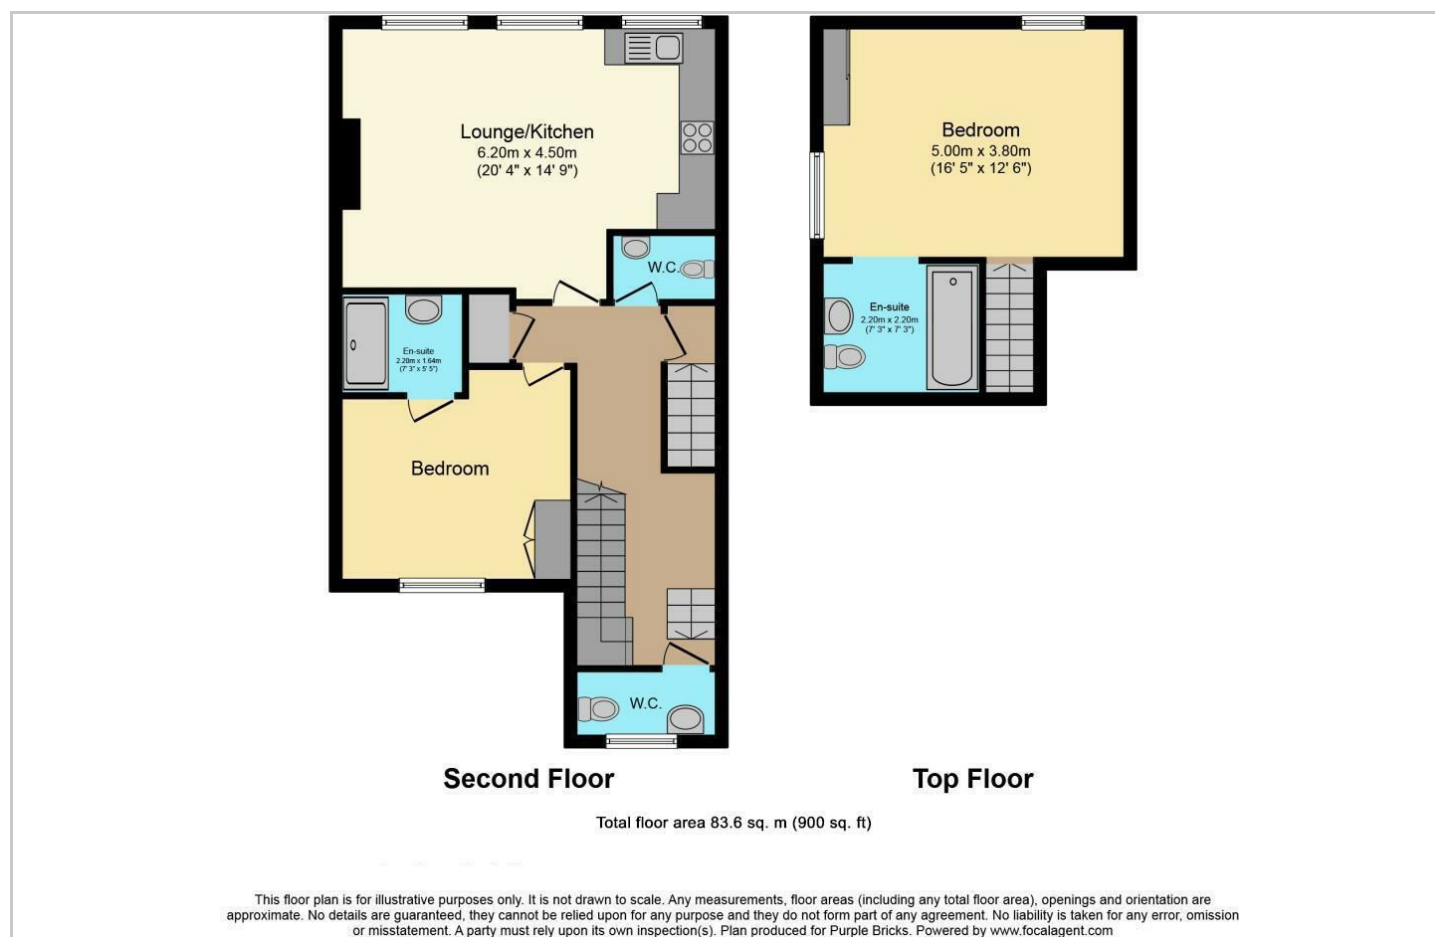 Lounge/Kitchen
6.20m x 4.50m
(20' 4" x 14' 9")
W.C.
En-suite
2.20m x 1.64m
(7' 3" x 5' 5")
Bedroom
W.C.
Second Floor
Bedroom
5.00m x 3.80m
(16' 5" x 12' 6")
En-suite
2.20m x 2.20m
(7' 3" x 7' 3")
Top Floor
Total floor area 83.6 sq. m (900 sq. ft)
This floor plan is for illustrative purposes only. It is not drawn to scale. Any measurements, floor areas (including any total floor area), openings and orientation are
approximate. No details are guaranteed, they cannot be relied upon for any purpose and they do not form part of any agreement. No liability is taken for any error, omission
or misstatement. A party must rely upon its own inspection(s). Plan produced for Purple Bricks. Powered by www.focalagent.com